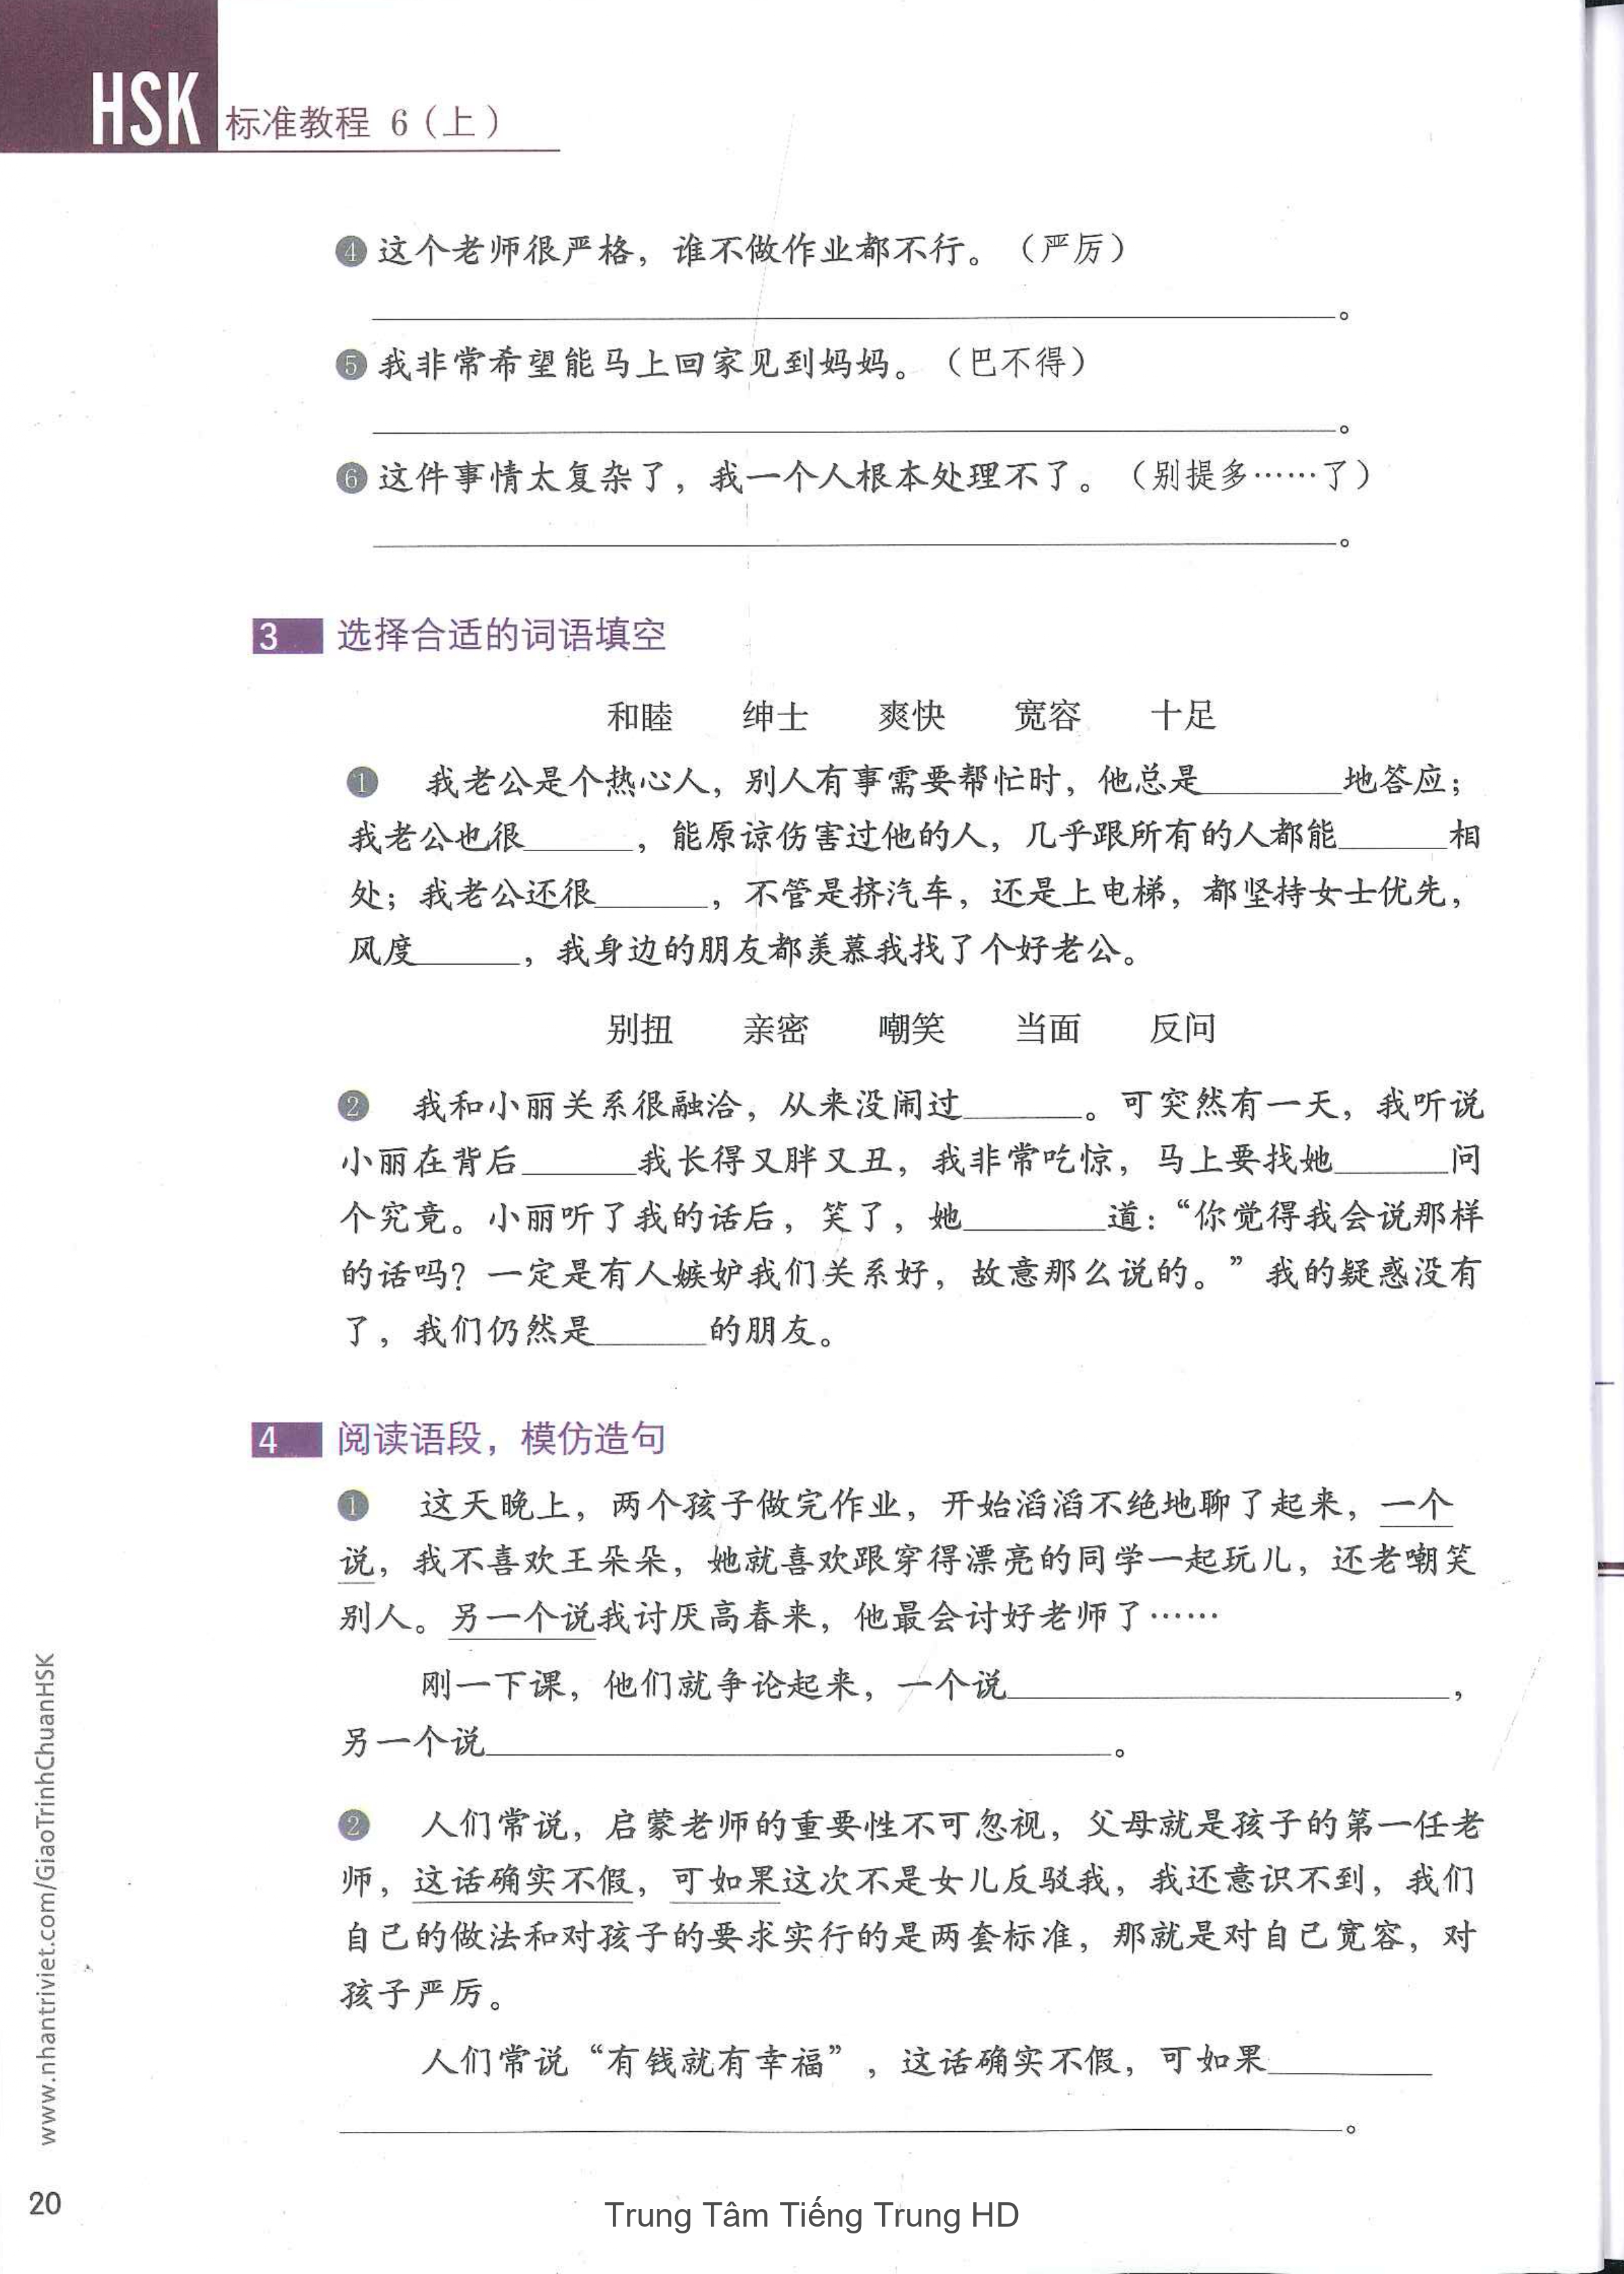 HSK 标准教程 6（上）
④ 这个老师很严格，谁不做作业都不行。（严厉）
。
⑤ 我非常希望能马上回家见到妈妈。（巴不得）
。
⑥ 这件事情太复杂了，我一个人根本处理不了。（别提多……了）
。
3 选择合适的词语填空
和睦 绅士 爽快 宽容 十足
① 我老公是个热心人，别人有事需要帮忙时，他总是________地答应；
我老公也很______，能原谅伤害过他的人，几乎跟所有的人都能______相
处；我老公还很______，不管是挤汽车，还是上电梯，都坚持女士优先，
风度______，我身边的朋友都羡慕我找了个好老公。
别扭 亲密 嘲笑 当面 反问
② 我和小丽关系很融洽，从来没闹过______。可突然有一天，我听说
小丽在背后______我长得又胖又丑，我非常吃惊，马上要找她______问
个究竟。小丽听了我的话后，笑了，她________道：“你觉得我会说那样
的话吗？一定是有人嫉妒我们关系好，故意那么说的。”我的疑惑没有
了，我们仍然是______的朋友。
4 阅读语段，模仿造句
① 这天晚上，两个孩子做完作业，开始滔滔不绝地聊了起来，一个
说，我不喜欢王朵朵，她就喜欢跟穿得漂亮的同学一起玩儿，还老嘲笑
别人。另一个说我讨厌高春来，他最会讨好老师了……
刚一下课，他们就争论起来，一个说________________________，
另一个说__________________________________。
② 人们常说，启蒙老师的重要性不可忽视，父母就是孩子的第一任老
师，这话确实不假，可如果这次不是女儿反驳我，我还意识不到，我们
自己的做法和对孩子的要求实行的是两套标准，那就是对自己宽容，对
孩子严厉。
人们常说“有钱就有幸福”，这话确实不假，可如果_________
。
www.nhantriviet.com/GiaoTrinhChuanHSK
20
Trung Tâm Tiếng Trung HD